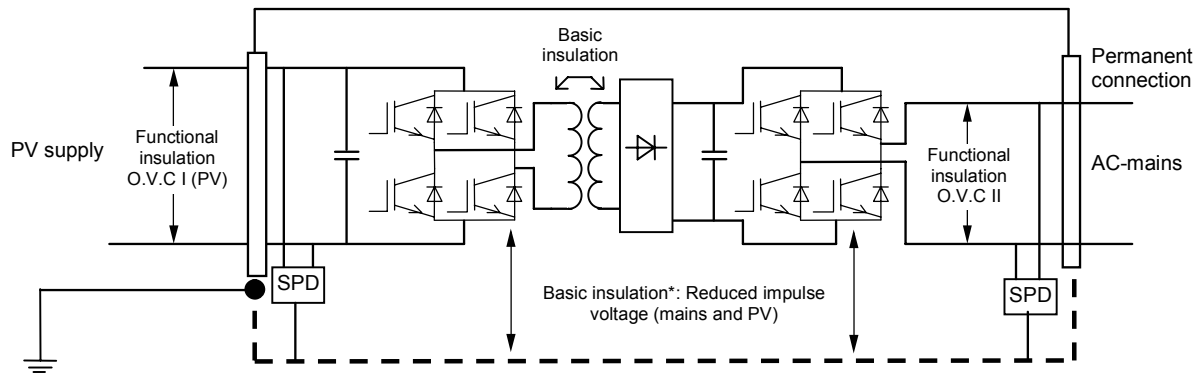 Basic
insulation
Permanent
connection
PV supply
Functional
insulation
O.V.C I (PV)
Functional
insulation
O.V.C II
AC-mains
SPD
Basic insulation*: Reduced impulse
voltage (mains and PV)
SPD